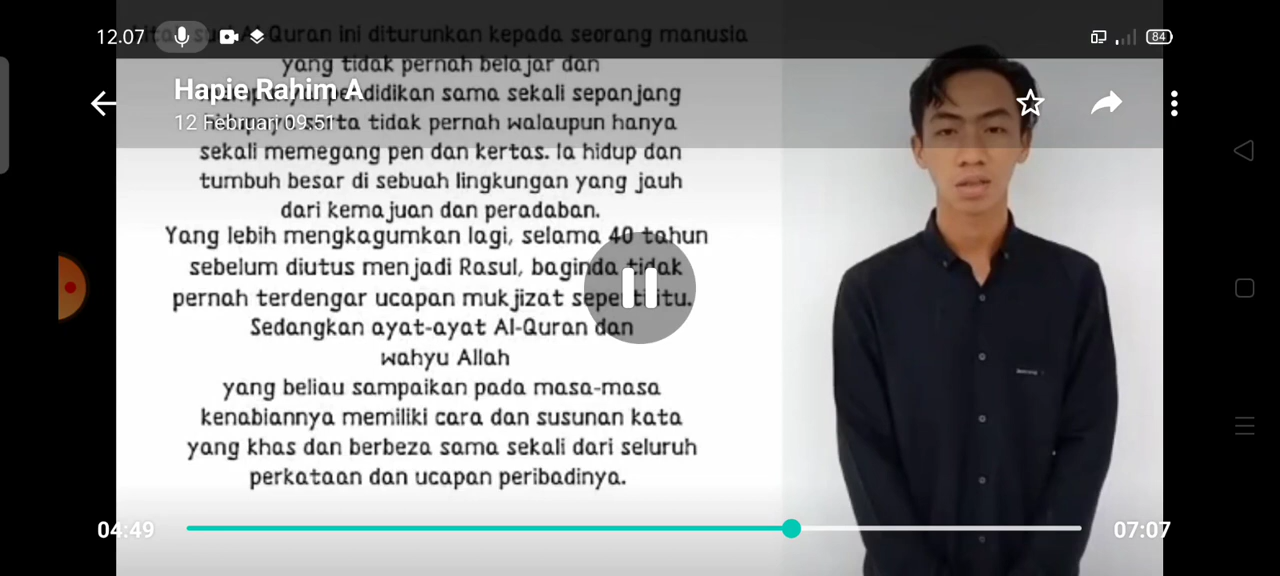 12.07
84
Al-Quran ini diturunkan kepada seorang manusia
yang tidak pernah belajar dan
Hapie Rahim A
pendidikan sama sekali sepanjang
12 Februari 09.51
serta tidak pernah walaupun hanya
sekali memegang pen dan kertas. Ia hidup dan
tumbuh besar di sebuah lingkungan yang jauh
dari kemajuan dan peradaban.
Yang lebih mengkagumkan lagi, selama 40 tahun
sebelum diutus menjadi Rasul, baginda tidak
pernah terdengar ucapan mukjizat seperti itu.
Sedangkan ayat-ayat Al-Quran dan
wahyu Allah
yang beliau sampaikan pada masa-masa
kenabiannya memiliki cara dan susunan kata
yang khas dan berbeza sama sekali dari seluruh
perkataan dan ucapan peribadinya.
04:49
07:07